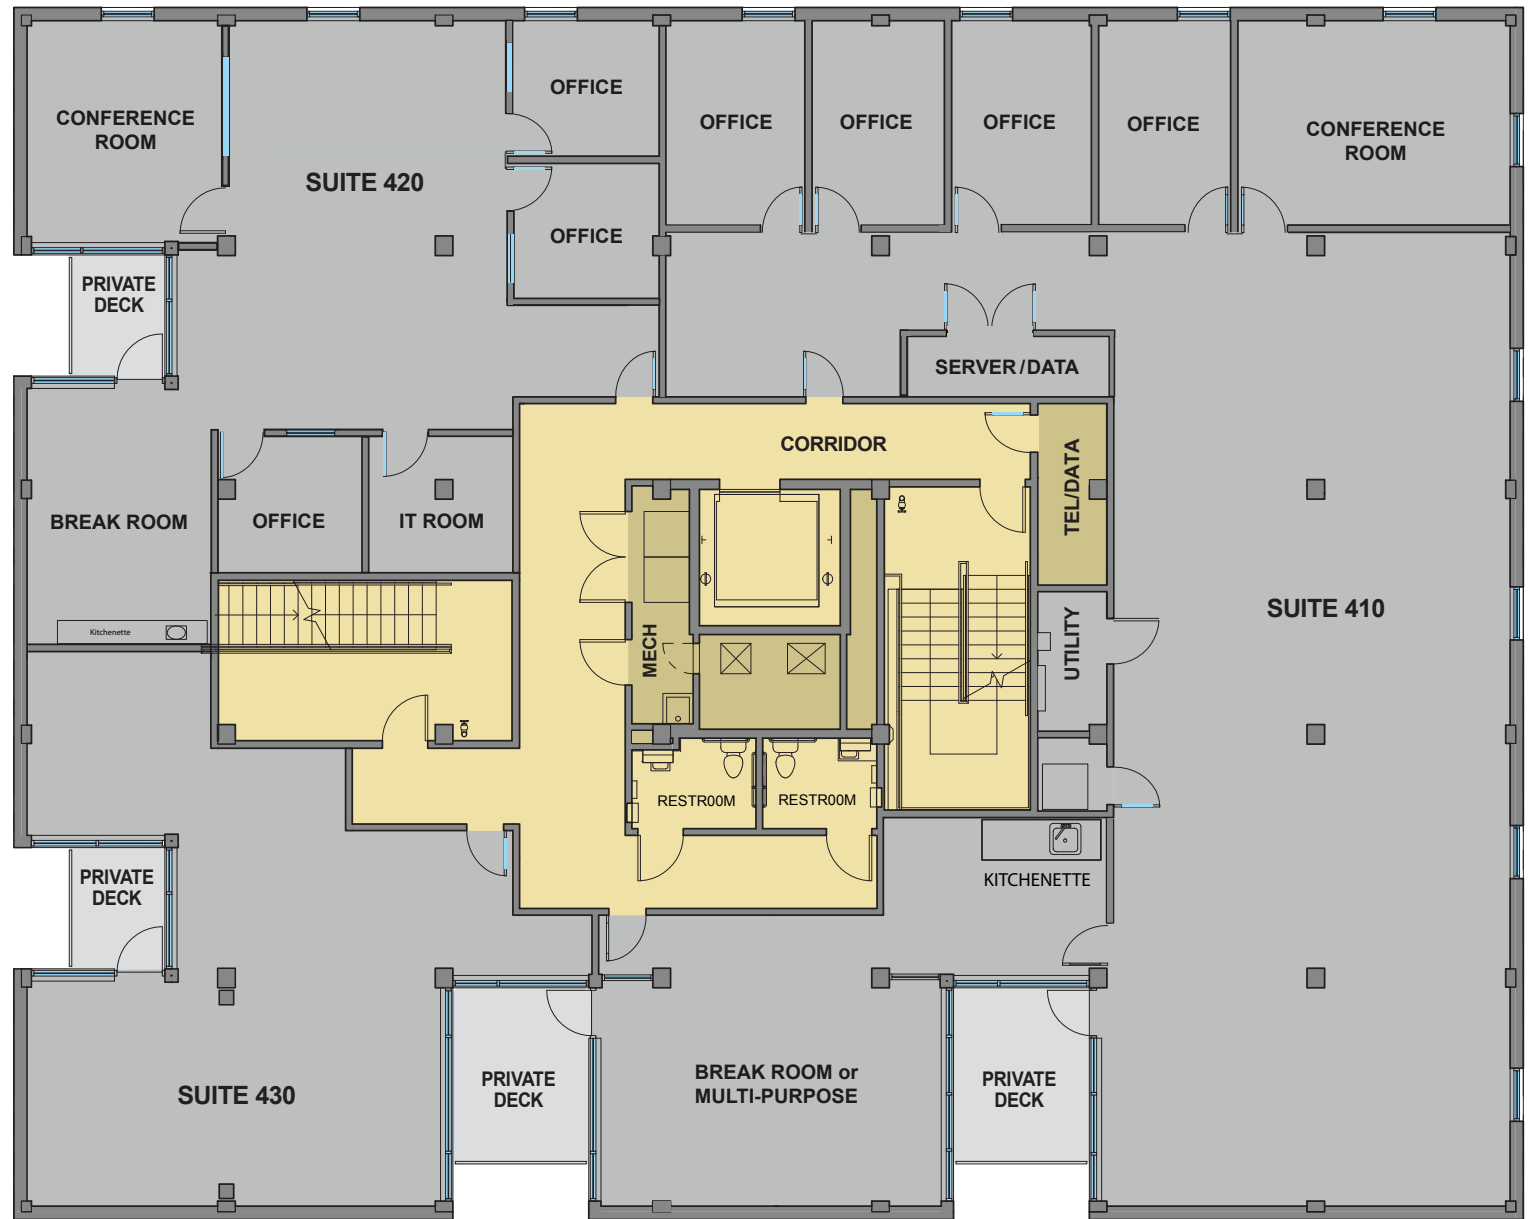 OFFICE
OFFICE
OFFICE
OFFICE
OFFICE
CONFERENCE
ROOM
CONFERENCE
ROOM
SUITE 420
OFFICE
PRIVATE
DECK
SERVER/DATA
CORRIDOR
TEL/DATA
BREAK ROOM
OFFICE
IT ROOM
SUITE 410
Kitchenette
MECH
UTILITY
RESTR00M
RESTR00M
PRIVATE
DECK
KITCHENETTE
SUITE 430
PRIVATE
DECK
BREAK ROOM or
MULTI-PURPOSE
PRIVATE
DECK